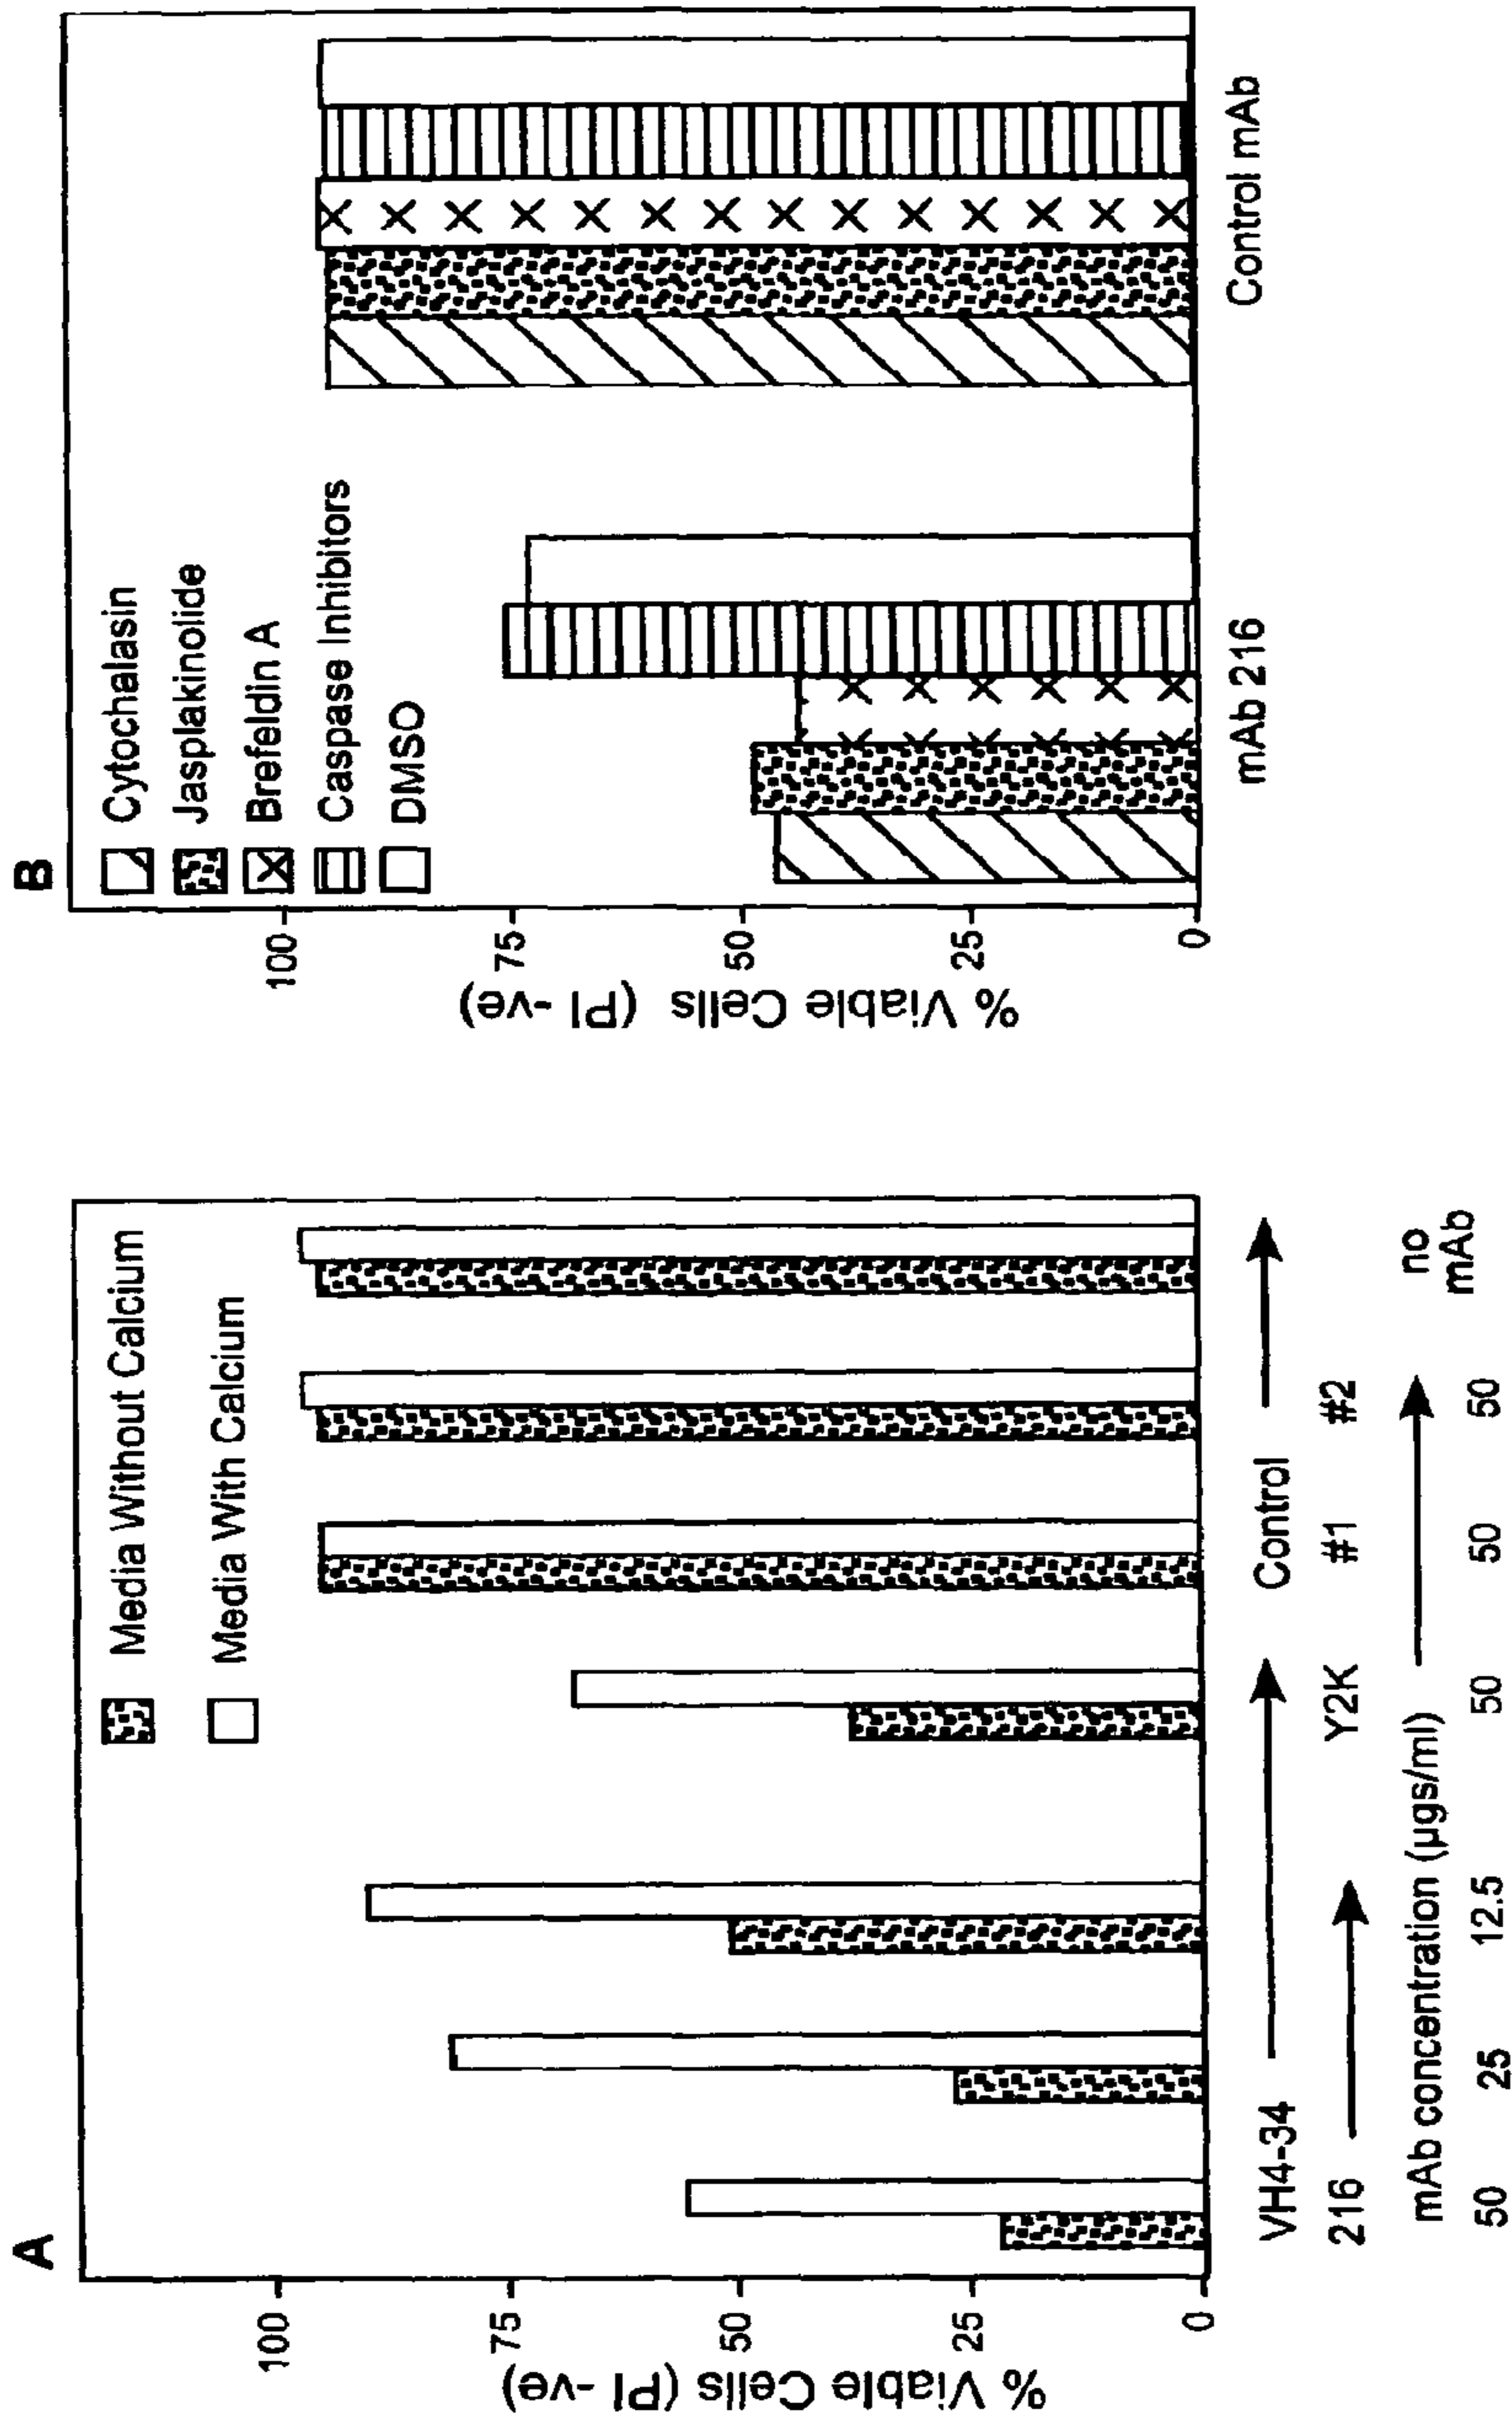 A
% Viable Cells (PI -ve)
100
75
50
25
0
Media Without Calcium
Media With Calcium
VH4-34
Control
216
Y2K
#1
#2
mAb concentration (µgs/ml)
50
25
12.5
50
50
50
no
mAb
B
% Viable Cells (PI -ve)
100
75
50
25
0
Cytochalasin
Jasplakinolide
Brefeldin A
Caspase Inhibitors
DMSO
mAb 216
Control mAb